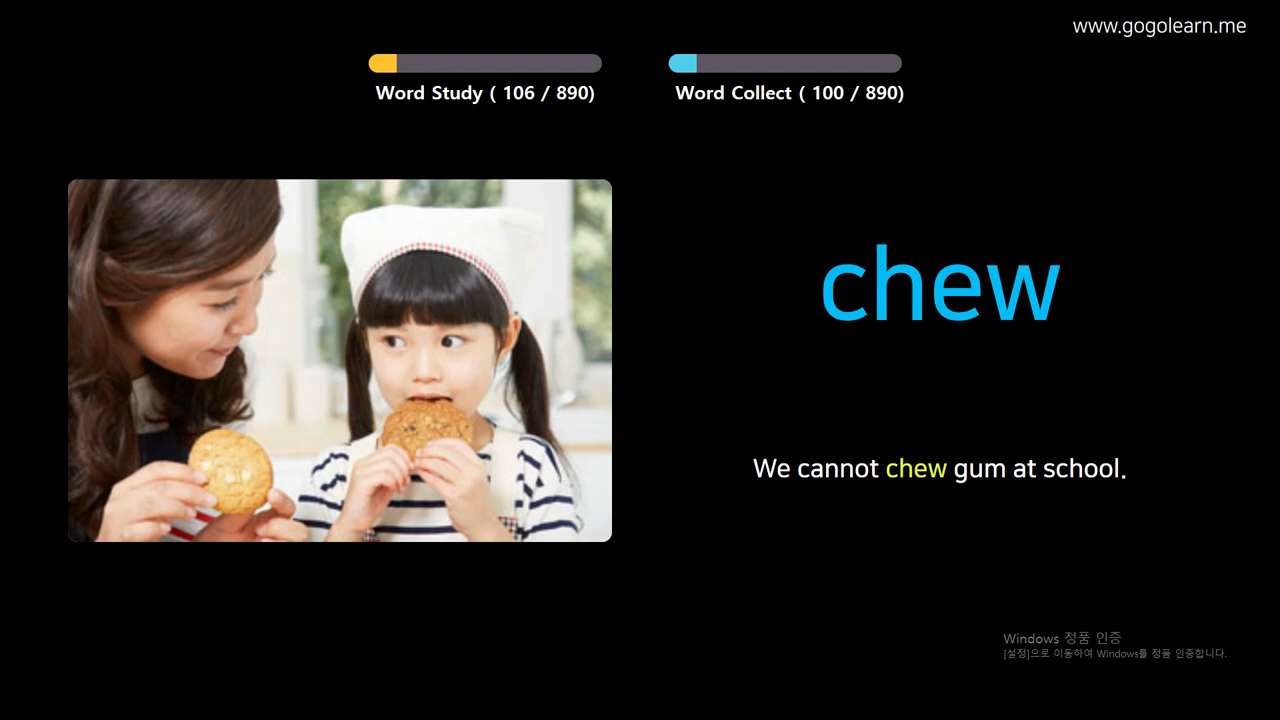 www.gogolearn.me
Word Study ( 106 / 890)
Word Collect ( 100 / 890)
chew
We cannot chew gum at school.
Windows 정품 인증
[설정]으로 이동하여 Windows를 정품 인증합니다.